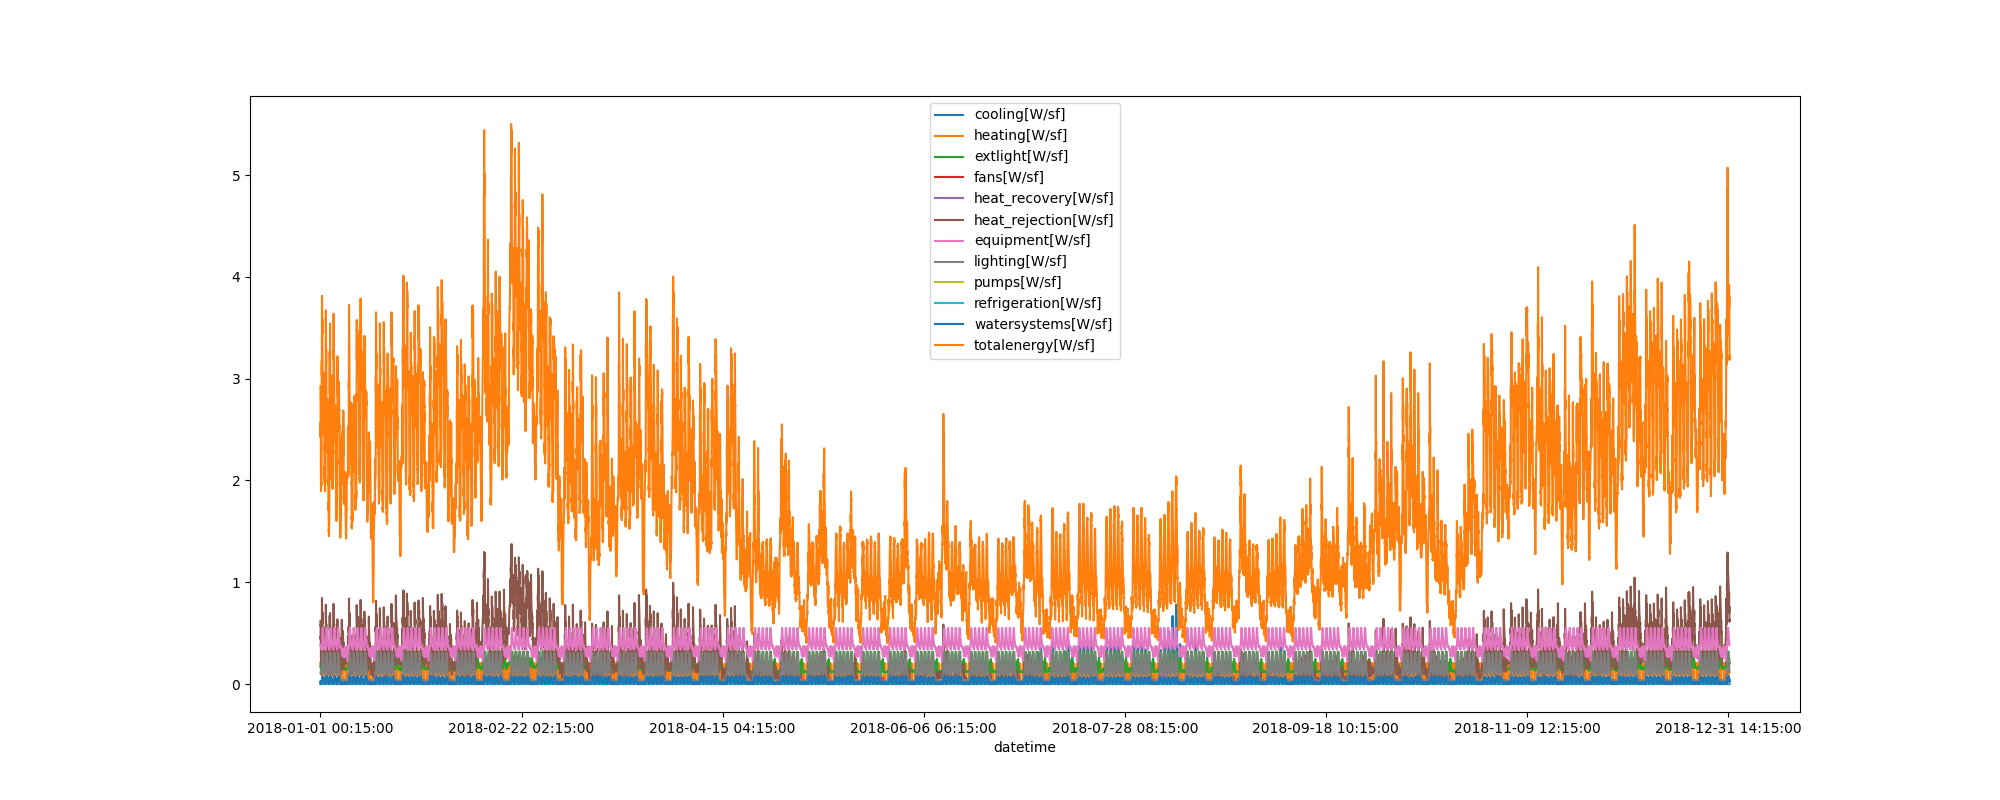 cooling[W/sf]
heating[W/sf]
extlight[W/sf]
fans[W/sf]
heat_recovery[W/sf]
heat_rejection[W/sf]
equipment[W/sf]
lighting[W/sf]
pumps[W/sf]
refrigeration[W/sf]
watersystems[W/sf]
totalenergy[W/sf]
5
4
3
2
1
0
2018-01-01 00:15:00 2018-02-22 02:15:00 2018-04-15 04:15:00 2018-06-06 06:15:00 2018-07-28 08:15:00 2018-09-18 10:15:00 2018-11-09 12:15:00 2018-12-31 14:15:00
datetime